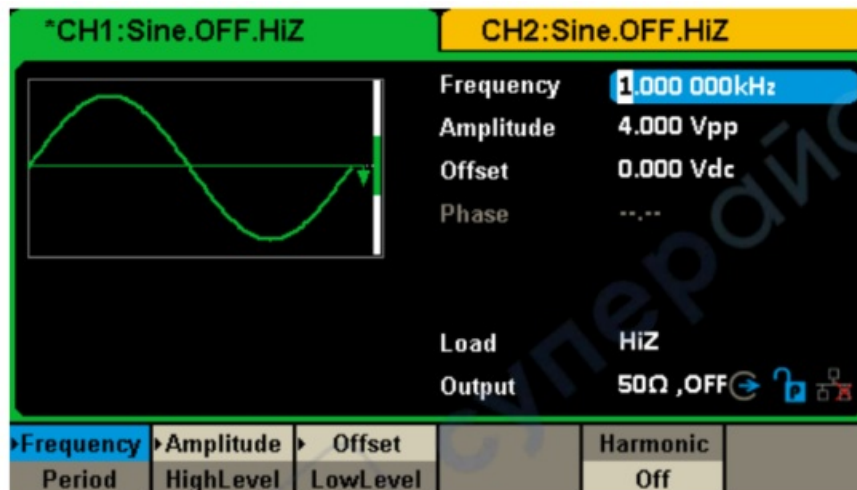 *CH1:Sine.OFF.HiZ CH2:Sine.OFF.HiZ
Frequency 1.000 000kHz
Amplitude 4.000 Vpp
Offset 0.000 Vdc
Phase --.--
Load HiZ
Output 50Ω ,OFF P
Frequency Amplitude Offset Harmonic
Period HighLevel LowLevel Off